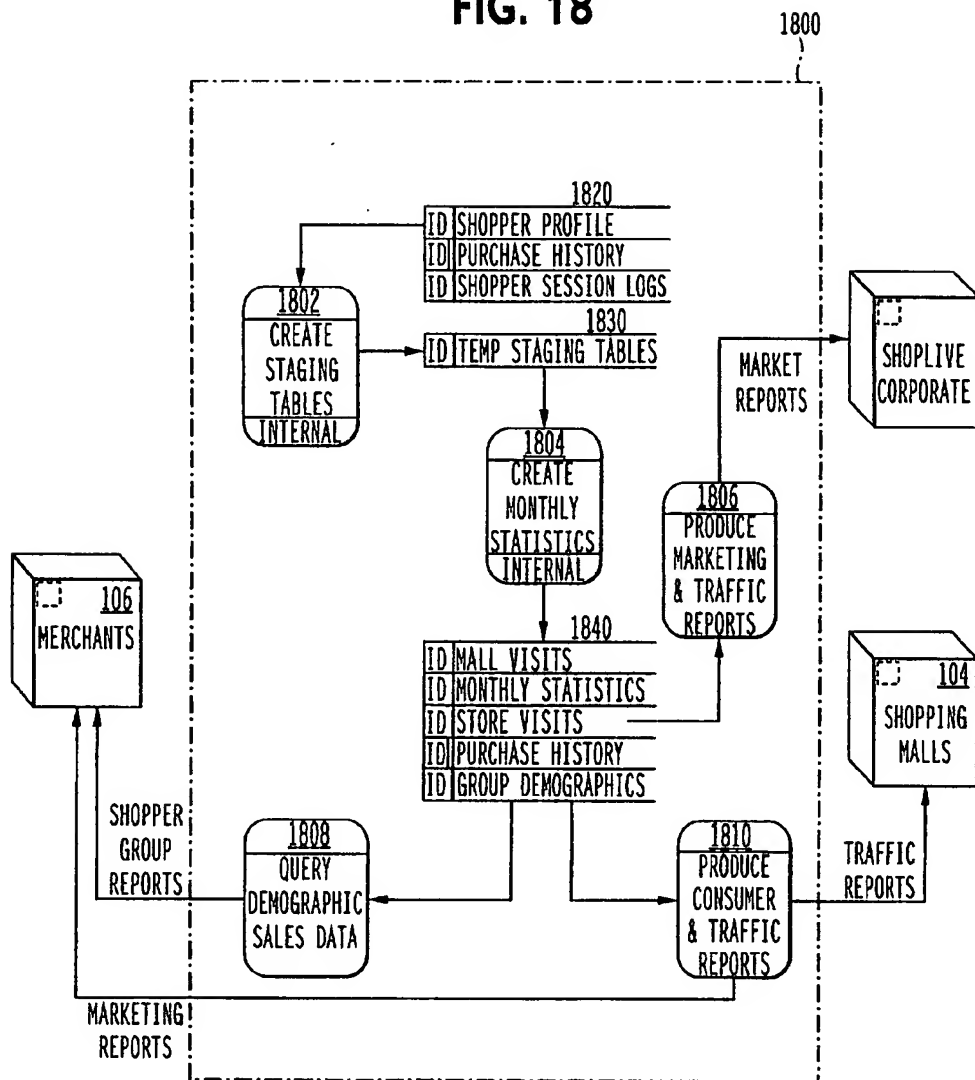 FIG. 18
1800
1820
ID SHOPPER PROFILE
ID PURCHASE HISTORY
ID SHOPPER SESSION LOGS
1802
CREATE
STAGING
TABLES
INTERNAL
1830
ID TEMP STAGING TABLES
MARKET
REPORTS
SHOPLIVE
CORPORATE
1804
CREATE
MONTHLY
STATISTICS
INTERNAL
1806
PRODUCE
MARKETING
& TRAFFIC
REPORTS
106
MERCHANTS
1840
ID MALL VISITS
ID MONTHLY STATISTICS
ID STORE VISITS
ID PURCHASE HISTORY
ID GROUP DEMOGRAPHICS
104
SHOPPING
MALLS
SHOPPER
GROUP
REPORTS
1808
QUERY
DEMOGRAPHIC
SALES DATA
1810
PRODUCE
CONSUMER
& TRAFFIC
REPORTS
TRAFFIC
REPORTS
MARKETING
REPORTS